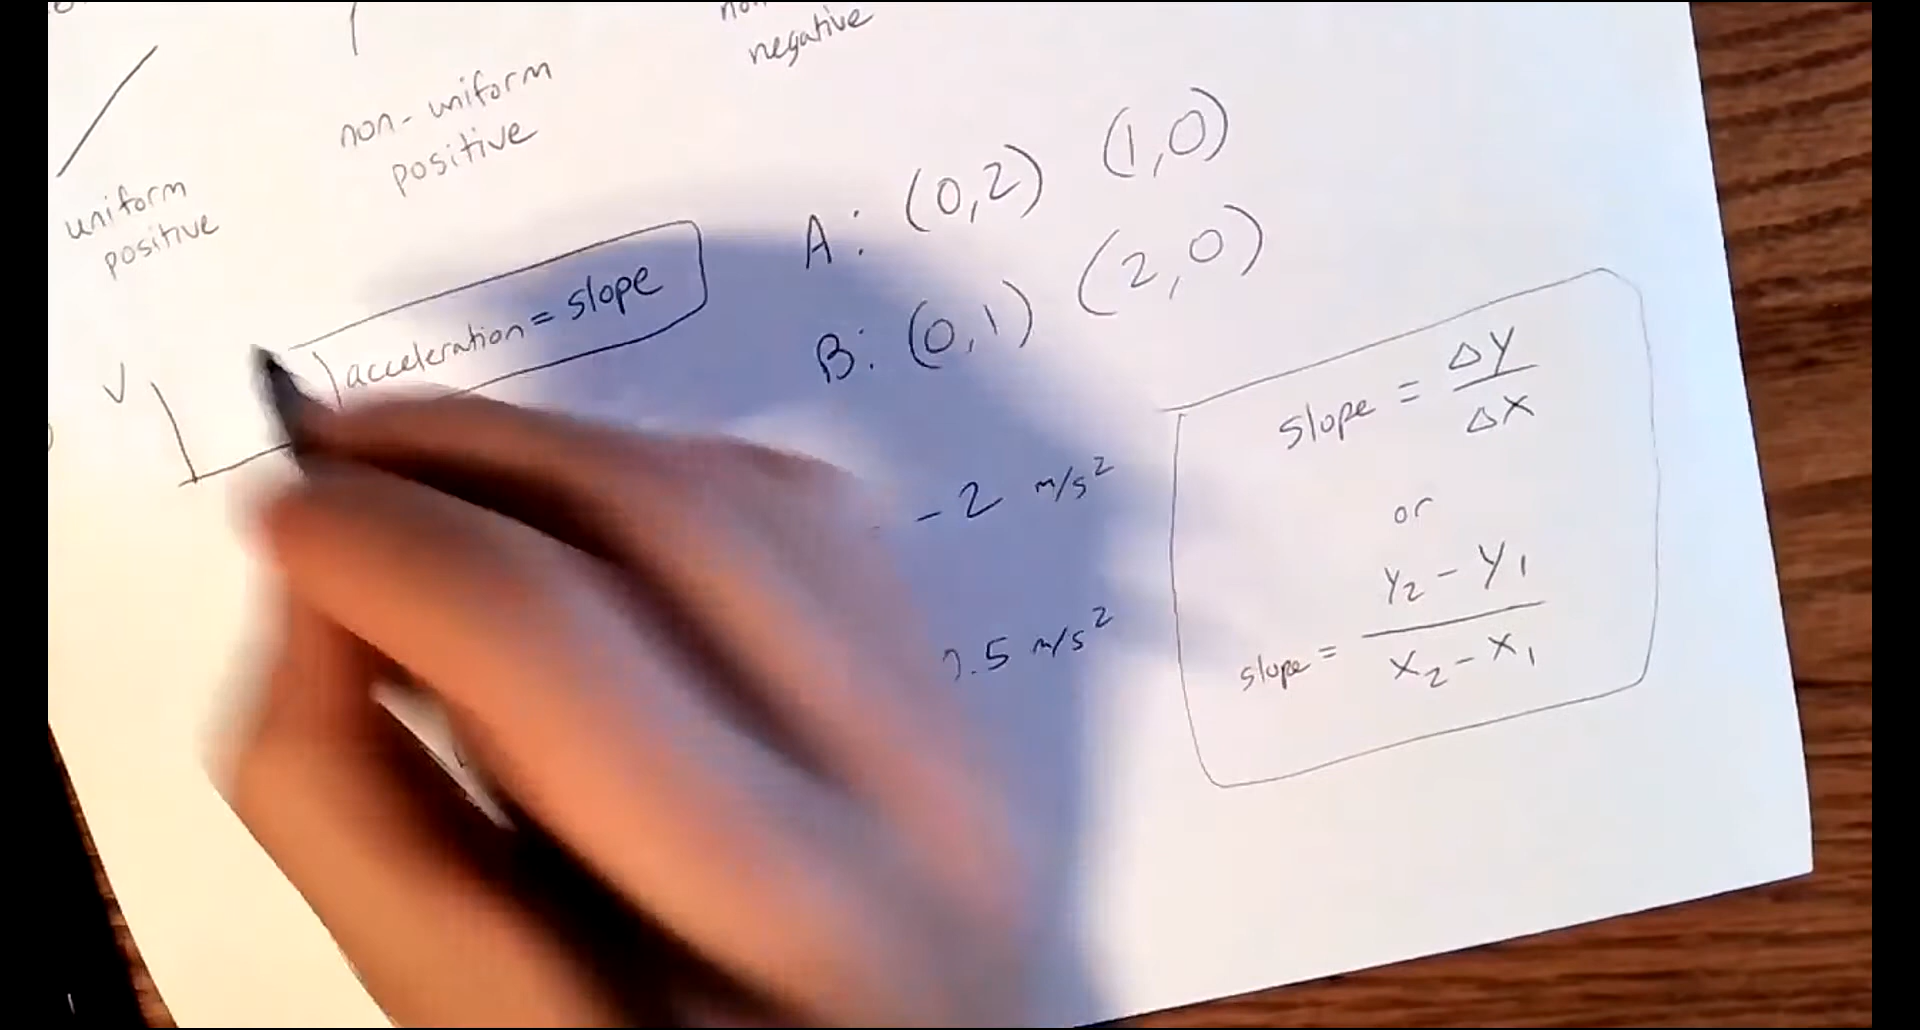 negative
non-uniform
positive
uniform
positive
A: (0,2) (1,0)
B: (0,1) (2,0)
acceleration = slope
V
-2 m/s²
.5 m/s²
slope = ΔY
ΔX
or
slope = Y₂ - Y₁
X₂ - X₁